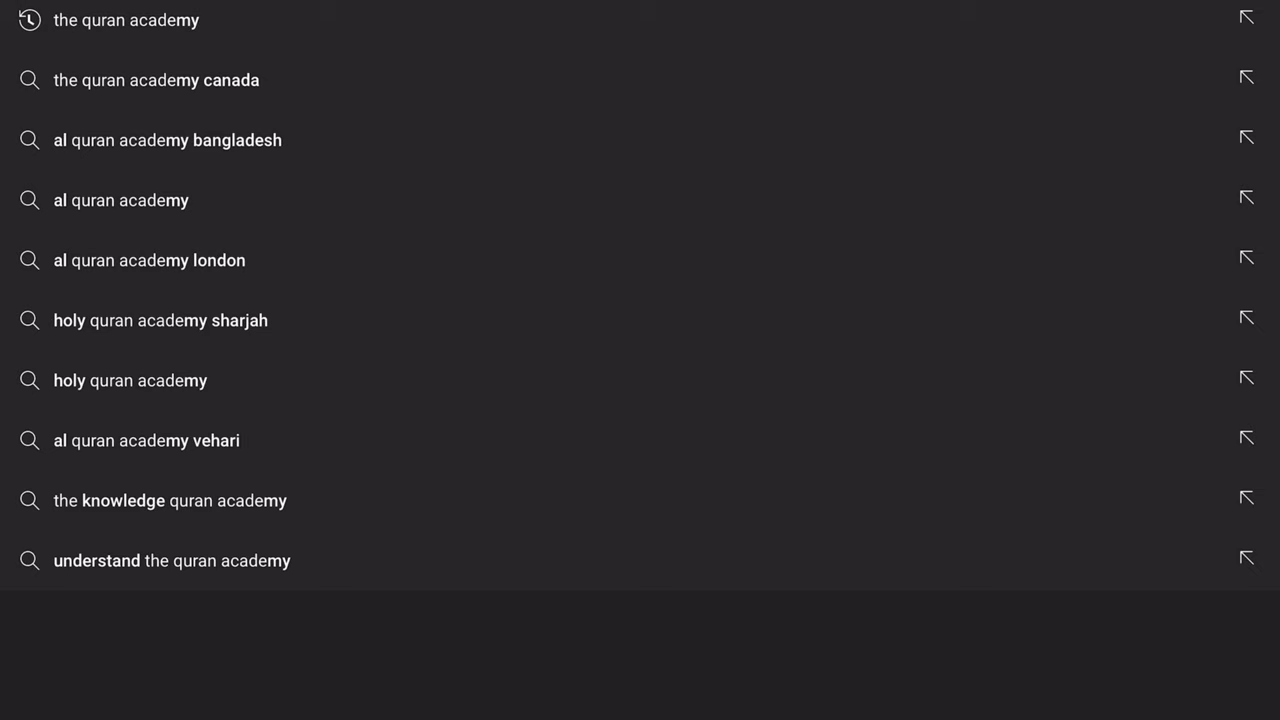 the quran academy
the quran academy canada
al quran academy bangladesh
al quran academy
al quran academy london
holy quran academy sharjah
holy quran academy
al quran academy vehari
the knowledge quran academy
understand the quran academy